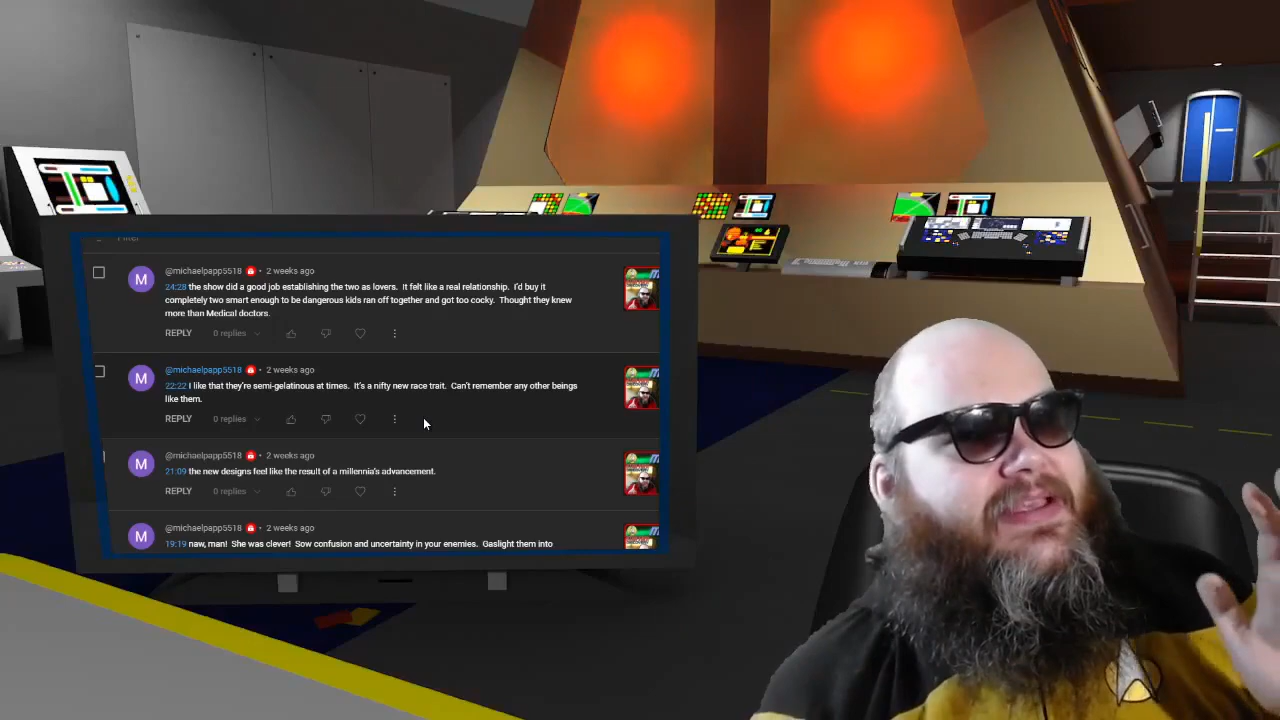 @michaelpapp5518 • 2 weeks ago
24:28 the show did a good job establishing the two as lovers. It felt like a real relationship. I'd buy it
completely two smart enough to be dangerous kids ran off together and got too cocky. Thought they knew
more than Medical doctors.
REPLY 0 replies
M
@michaelpapp5518 • 2 weeks ago
22:22 I like that they're semi-gelatinous at times. It's a nifty new race trait. Can't remember any other beings
like them.
REPLY 0 replies
M
@michaelpapp5518 • 2 weeks ago
21:09 the new designs feel like the result of a millennia's advancement.
REPLY 0 replies
M
@michaelpapp5518 • 2 weeks ago
19:19 naw, man! She was clever! Sow confusion and uncertainty in your enemies. Gaslight them into
M